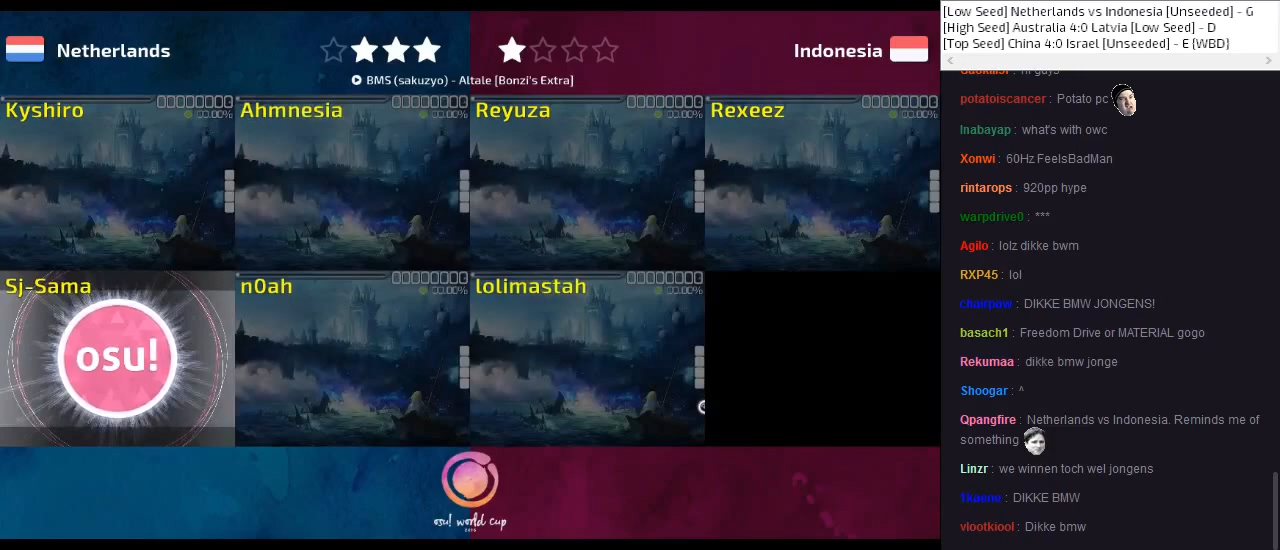 Netherlands
Indonesia
BMS (sakuzyo) - Altale [Bonzi's Extra]
Kyshiro
Ahmnesia
Reyuza
Rexeez
Sj-Sama
osu!
n0ah
lolimastah
osu! world cup
[Low Seed] Netherlands vs Indonesia [Unseeded] - G
[High Seed] Australia 4:0 Latvia [Low Seed] - D
[Top Seed] China 4:0 Israel [Unseeded] - E {WBD}
hi guys
potatoiscancer : Potato pc
Inabayap : what's with owc
Xonwi : 60Hz FeelsBadMan
rintarops : 920pp hype
warpdrive0 : ***
Agilo : lolz dikke bwm
RXP45 : lol
chairpow : DIKKE BMW JONGENS!
basach1 : Freedom Drive or MATERIAL gogo
Rekumaa : dikke bmw jonge
Shoogar : ^
Qpangfire : Netherlands vs Indonesia. Reminds me of
something
Linzr : we winnen toch wel jongens
: DIKKE BMW
vlootkiool : Dikke bmw